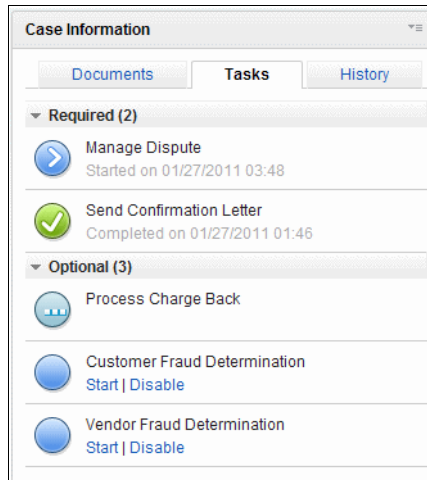 Case Information
Documents Tasks History
Required (2)
Manage Dispute
Started on 01/27/2011 03:48
Send Confirmation Letter
Completed on 01/27/2011 01:46
Optional (3)
Process Charge Back
Customer Fraud Determination
Start | Disable
Vendor Fraud Determination
Start | Disable